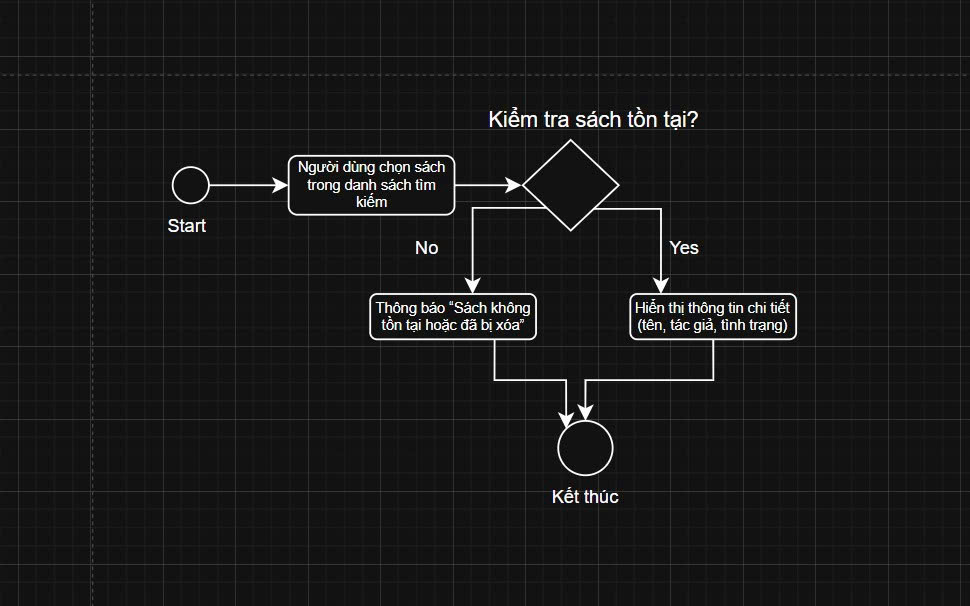 Kiểm tra sách tồn tại?
Người dùng chọn sách
trong danh sách tìm
kiếm
Start
No
Yes
Thông báo “Sách không
tồn tại hoặc đã bị xóa”
Hiển thị thông tin chi tiết
(tên, tác giả, tình trạng)
Kết thúc